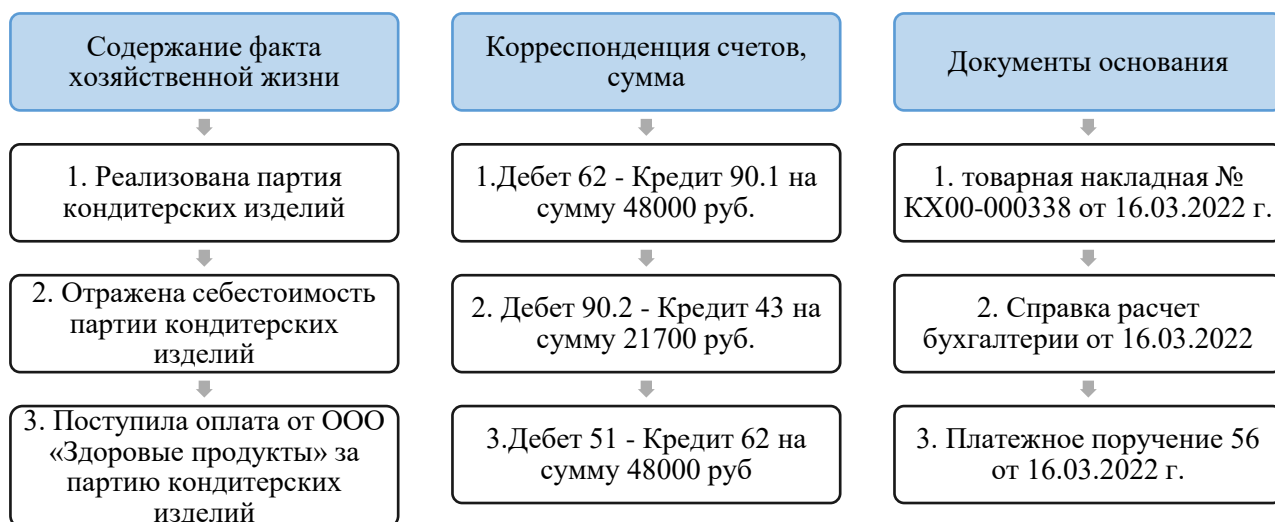 Содержание факта
хозяйственной жизни
1. Реализована партия
кондитерских изделий
2. Отражена себестоимость
партии кондитерских
изделий
3. Поступила оплата от ООО
«Здоровые продукты» за
партию кондитерских
изделий
Корреспонденция счетов,
сумма
1.Дебет 62 - Кредит 90.1 на
сумму 48000 руб.
2. Дебет 90.2 - Кредит 43 на
сумму 21700 руб.
3.Дебет 51 - Кредит 62 на
сумму 48000 руб
Документы основания
1. товарная накладная №
КХ00-000338 от 16.03.2022 г.
2. Справка расчет
бухгалтерии от 16.03.2022
3. Платежное поручение 56
от 16.03.2022 г.